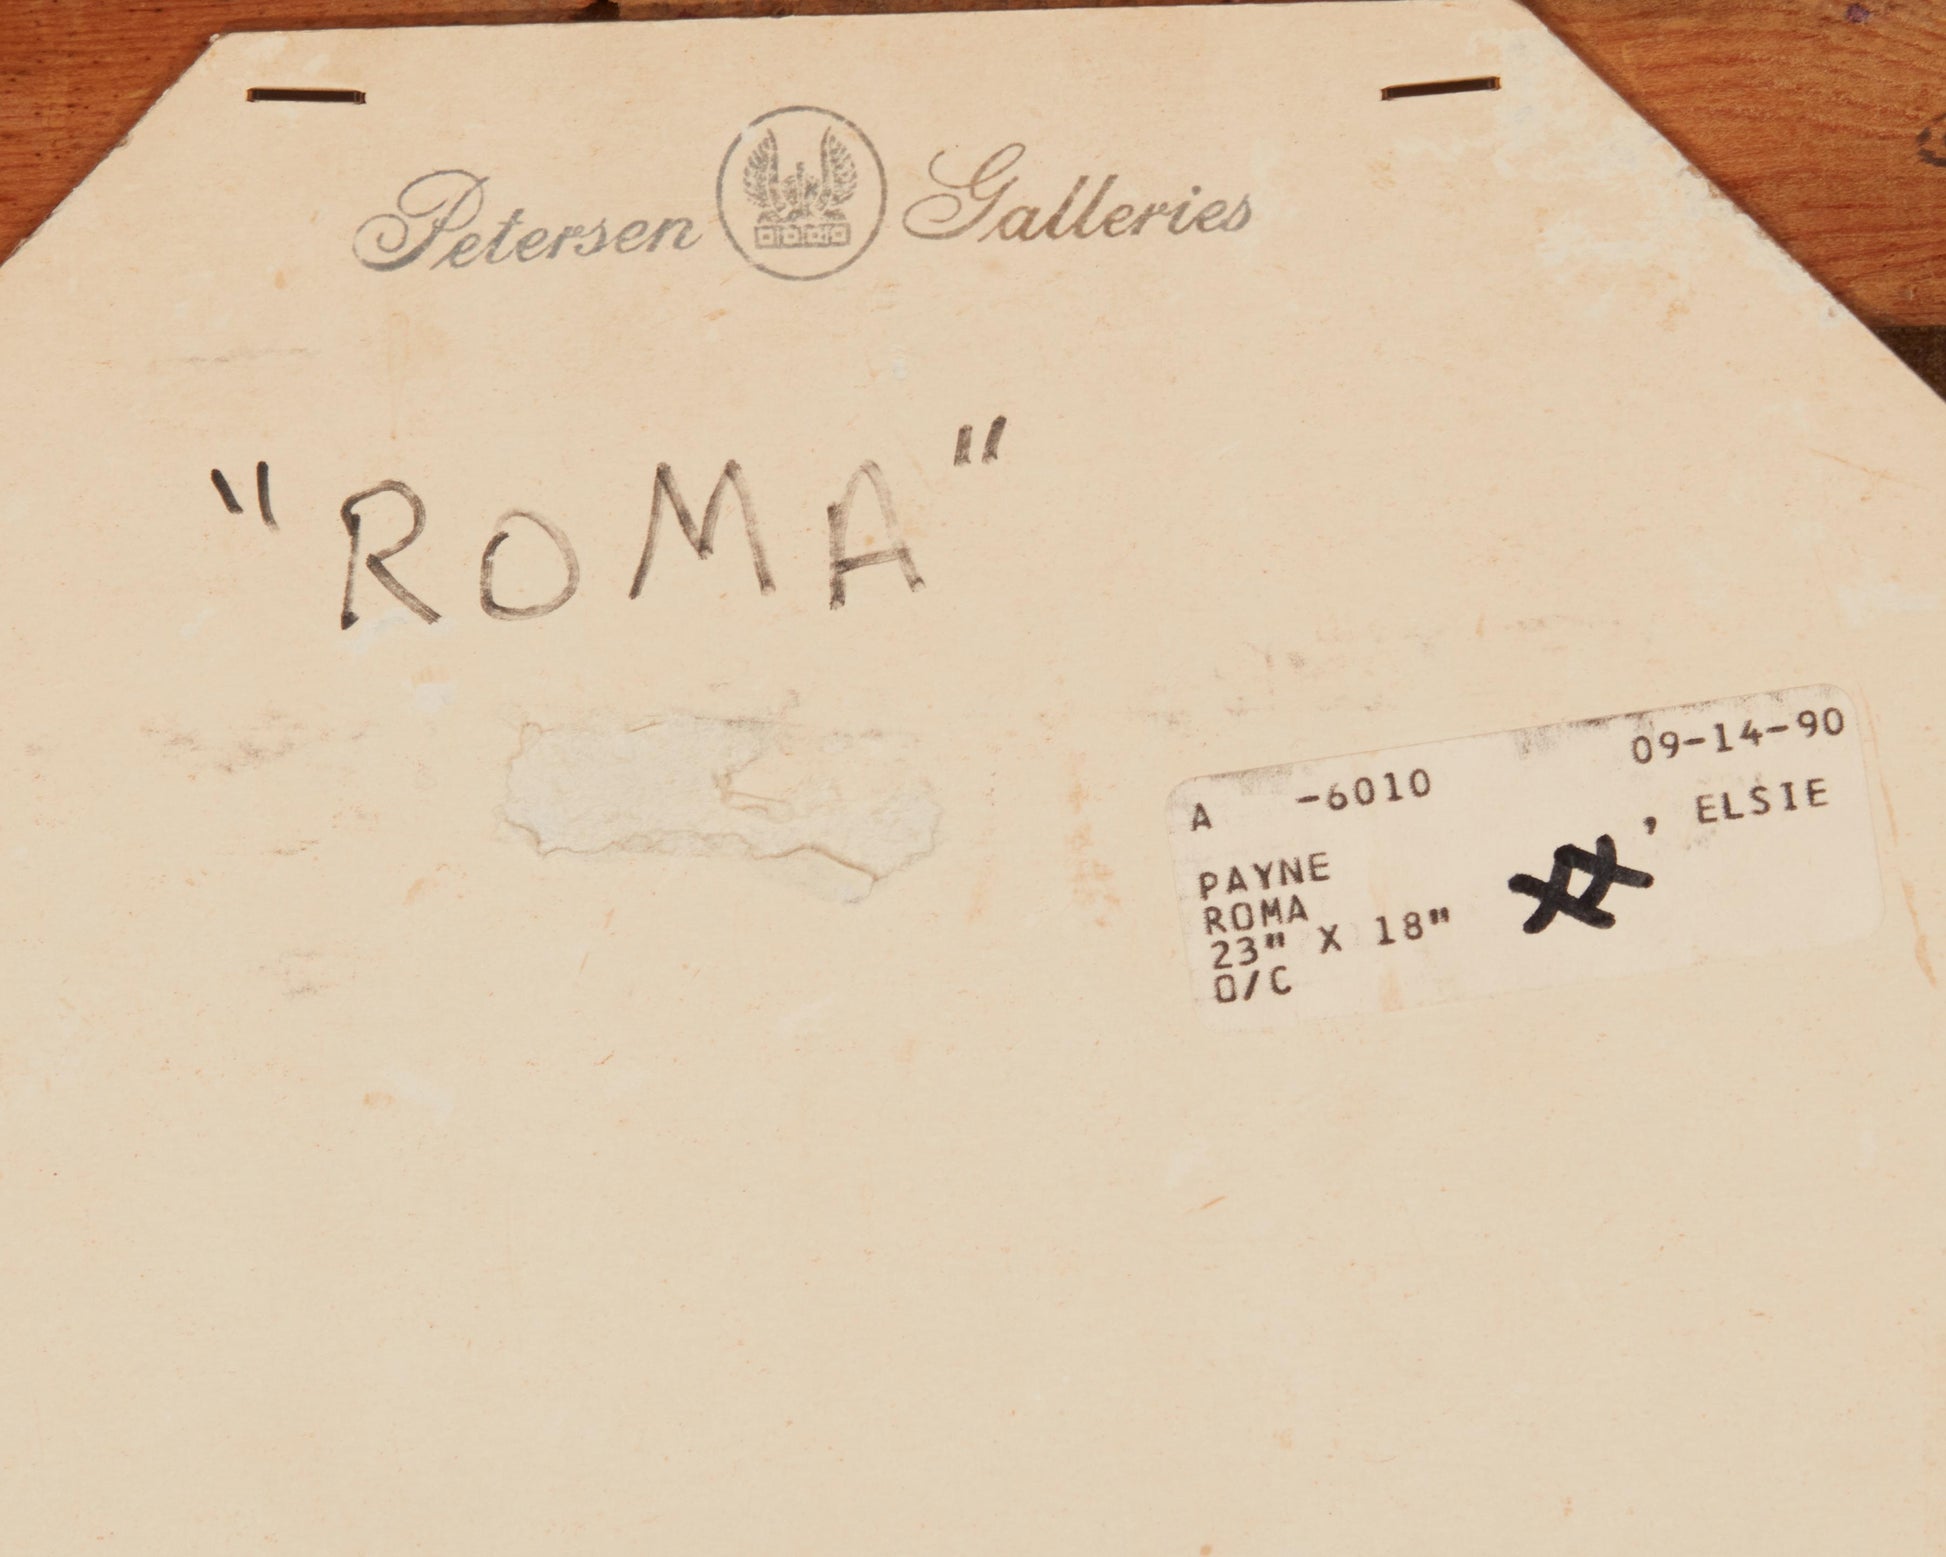 Petersen Galleries
"ROMA"
A -6010 09-14-90
PAYNE , ELSIE
ROMA
23" X 18"
O/C